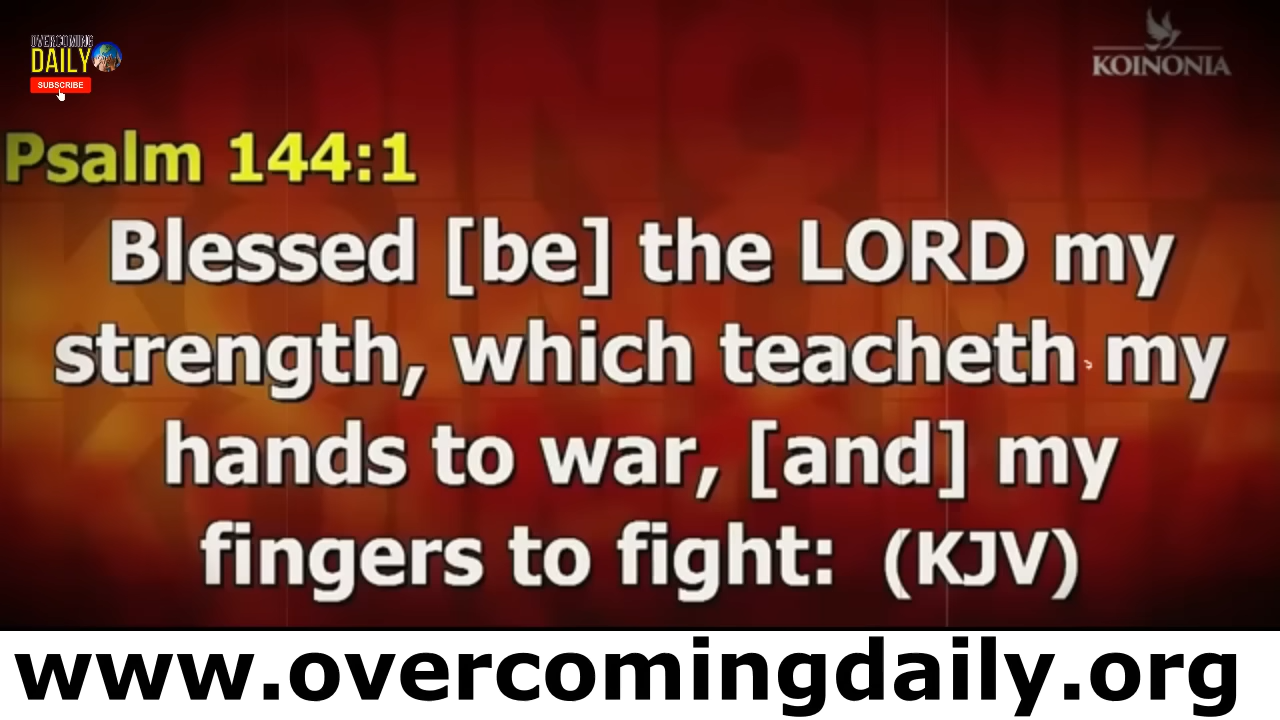 OVERCOMING
DAILY
SUBSCRIBE
KOINONIA
Psalm 144:1
Blessed [be] the LORD my
strength, which teacheth my
hands to war, [and] my
fingers to fight: (KJV)
www.overcomingdaily.org